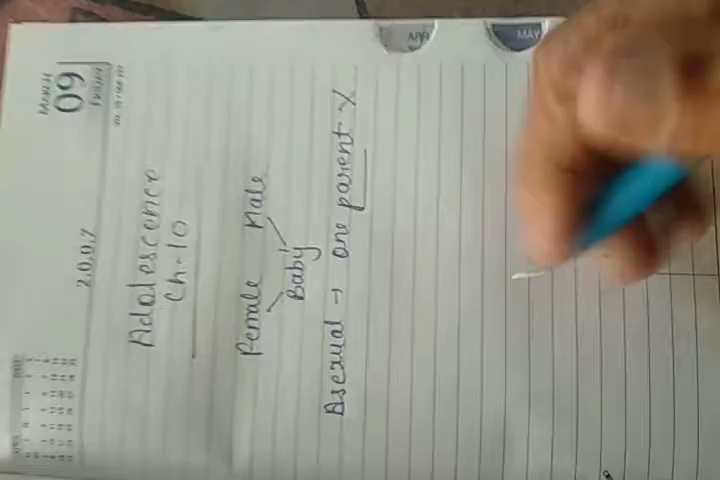 MARCH
09
FRIDAY
2007
APR
MAY
Adolescence
Ch-10
Female Male
Baby
Asexual → one parent